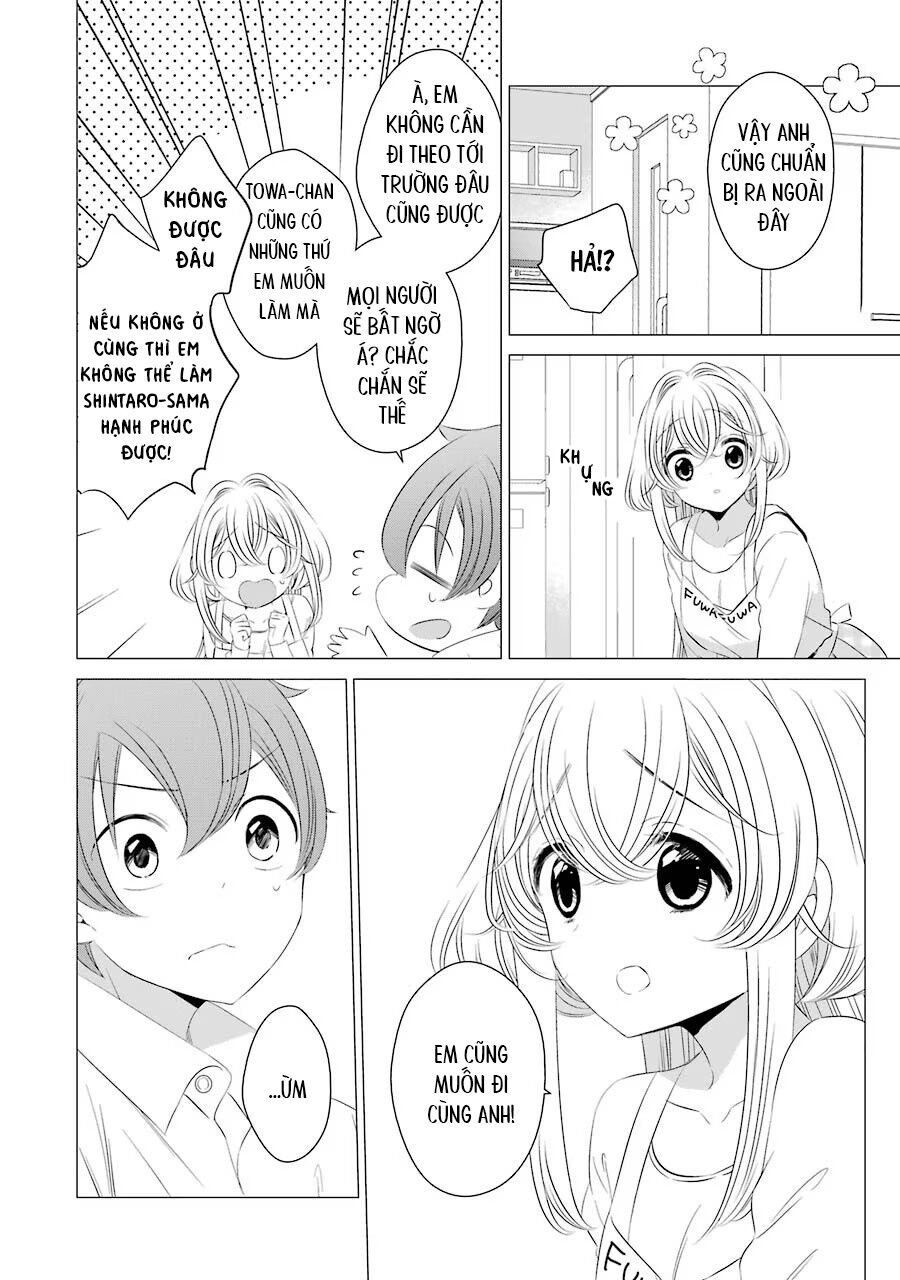 VẬY ANH
CŨNG CHUẨN
BỊ RA NGOÀI
ĐÂY
HẢ!?
KHỰNG
FUWA-FUWA
À, EM
KHÔNG CẦN
ĐI THEO TỚI
TRƯỜNG ĐÂU
CŨNG ĐƯỢC
MỌI NGƯỜI
SẼ BẤT NGỜ
Á? CHẮC
CHẮN SẼ
THẾ
TOWA-CHAN
CŨNG CÓ
NHỮNG THỨ
EM MUỐN
LÀM MÀ
KHÔNG
ĐƯỢC
ĐÂU
NẾU KHÔNG Ở
CÙNG THÌ EM
KHÔNG THỂ LÀM
SHINTARO-SAMA
HẠNH PHÚC
ĐƯỢC!
EM CŨNG
MUỐN ĐI
CÙNG ANH!
FUWA
...ỪM